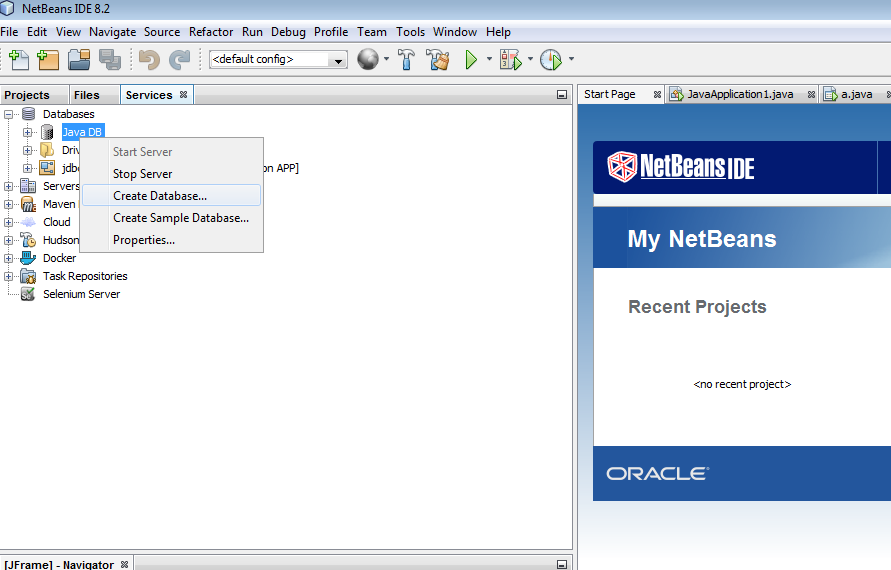 NetBeans IDE 8.2
File Edit View Navigate Source Refactor Run Debug Profile Team Tools Window Help
<default config>
Projects Files Services
Start Page JavaApplication1.java a.java
Databases
Java DB
Start Server
Stop Server
Create Database...
Create Sample Database...
Properties...
on APP]
Servers
Maven
Cloud
Hudson
Docker
Task Repositories
Selenium Server
NetBeans IDE
My NetBeans
Recent Projects
<no recent project>
ORACLE
[JFrame] - Navigator